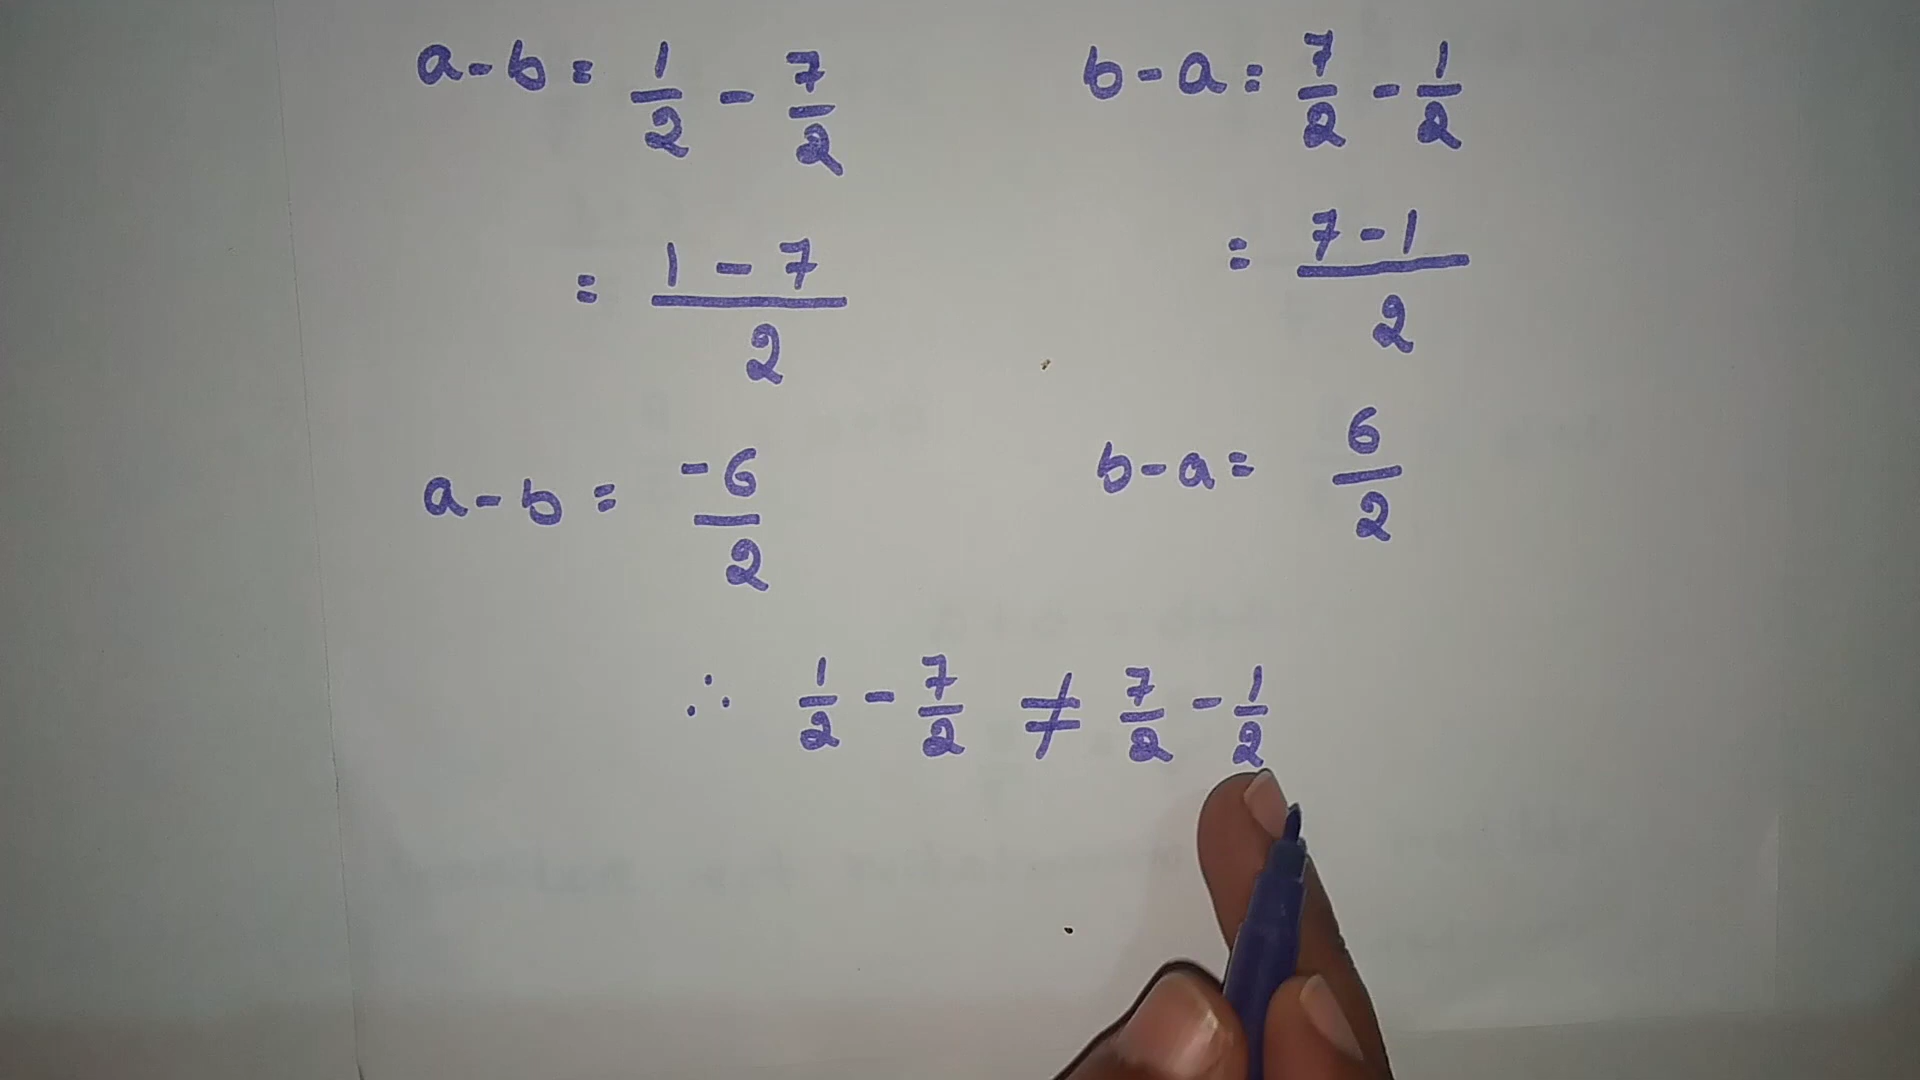 a-b = 1/2 - 7/2
= (1 - 7)/2
a-b = -6/2
b-a = 7/2 - 1/2
= (7-1)/2
b-a = 6/2
∴ 1/2 - 7/2 ≠ 7/2 - 1/2